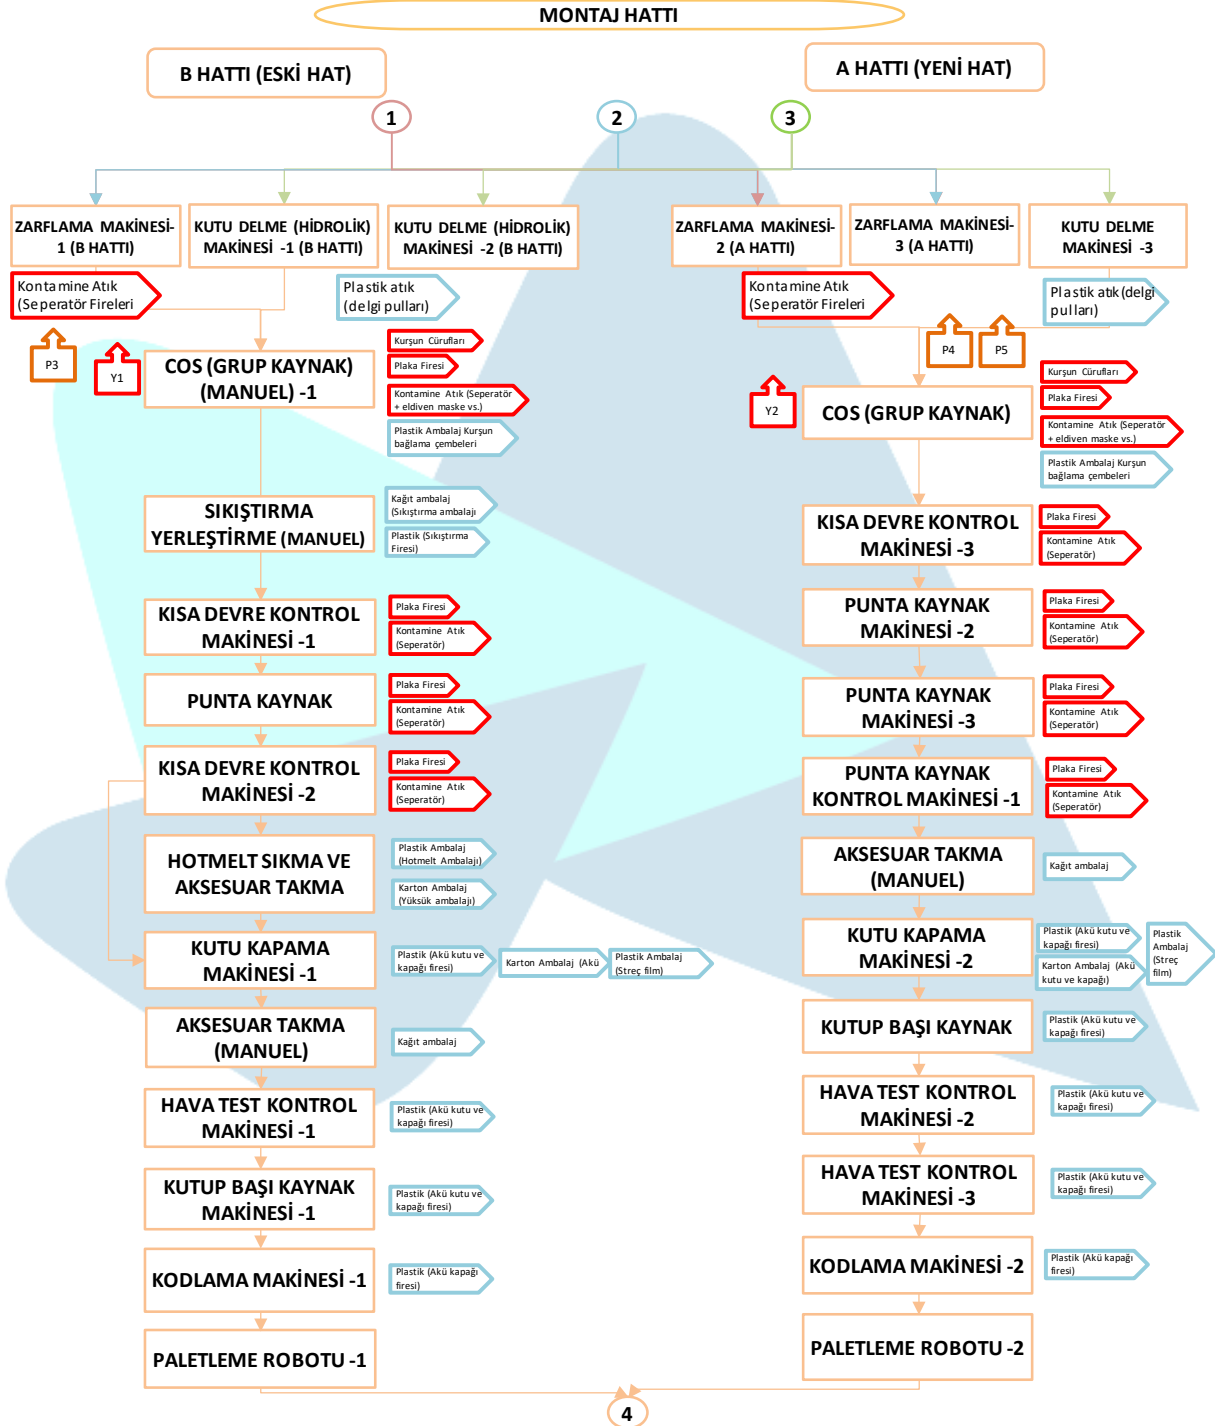 MONTAJ HATTI
B HATTI (ESKİ HAT)
A HATTI (YENİ HAT)
1
2
3
ZARFLAMA MAKİNESİ-
1 (B HATTI)
KUTU DELME (HİDROLİK)
MAKİNESİ -1 (B HATTI)
KUTU DELME (HİDROLİK)
MAKİNESİ -2 (B HATTI)
ZARFLAMA MAKİNESİ-
2 (A HATTI)
ZARFLAMA MAKİNESİ-
3 (A HATTI)
KUTU DELME
MAKİNESİ -3
Kontamine Atık
(Seperatör Fireleri
Plastik atık
(delgi pulları)
Kontamine Atık
(Seperatör Fireleri
Plastik atık(delgi
pulları)
P3
Y1
COS (GRUP KAYNAK)
(MANUEL) -1
Kurşun Cürufları
Plaka Firesi
Kontamine Atık (Seperatör
+ eldiven maske vs.)
Plastik Ambalaj Kurşun
bağlama çembeleri
P4
P5
Y2
COS (GRUP KAYNAK)
Kurşun Cürufları
Plaka Firesi
Kontamine Atık (Seperatör
+ eldiven maske vs.)
Plastik Ambalaj Kurşun
bağlama çembeleri
SIKIŞTIRMA
YERLEŞTİRME (MANUEL)
Kağıt ambalaj
(Sıkıştırma ambalajı
Plastik (Sıkıştırma
Firesi)
KISA DEVRE KONTROL
MAKİNESİ -3
Plaka Firesi
Kontamine Atık
(Seperatör)
KISA DEVRE KONTROL
MAKİNESİ -1
Plaka Firesi
Kontamine Atık
(Seperatör)
PUNTA KAYNAK
MAKİNESİ -2
Plaka Firesi
Kontamine Atık
(Seperatör)
PUNTA KAYNAK
Plaka Firesi
Kontamine Atık
(Seperatör)
PUNTA KAYNAK
MAKİNESİ -3
Plaka Firesi
Kontamine Atık
(Seperatör)
KISA DEVRE KONTROL
MAKİNESİ -2
Plaka Firesi
Kontamine Atık
(Seperatör)
PUNTA KAYNAK
KONTROL MAKİNESİ -1
Plaka Firesi
Kontamine Atık
(Seperatör)
HOTMELT SIKMA VE
AKSESUAR TAKMA
Plastik Ambalaj
(Hotmelt Ambalajı)
Karton Ambalaj
(Yüksük ambalajı)
AKSESUAR TAKMA
(MANUEL)
Kağıt ambalaj
KUTU KAPAMA
MAKİNESİ -1
Plastik (Akü kutu ve
kapağı firesi)
Karton Ambalaj (Akü
Plastik Ambalaj
(Streç film)
KUTU KAPAMA
MAKİNESİ -2
Plastik (Akü kutu ve
kapağı firesi)
Karton Ambalaj (Akü
kutu ve kapağı)
Plastik
Ambalaj
(Streç
film)
AKSESUAR TAKMA
(MANUEL)
Kağıt ambalaj
KUTUP BAŞI KAYNAK
Plastik (Akü kutu ve
kapağı firesi)
HAVA TEST KONTROL
MAKİNESİ -1
Plastik (Akü kutu ve
kapağı firesi)
HAVA TEST KONTROL
MAKİNESİ -2
Plastik (Akü kutu ve
kapağı firesi)
KUTUP BAŞI KAYNAK
MAKİNESİ -1
Plastik (Akü kutu ve
kapağı firesi)
HAVA TEST KONTROL
MAKİNESİ -3
Plastik (Akü kutu ve
kapağı firesi)
KODLAMA MAKİNESİ -1
Plastik (Akü kapağı
firesi)
KODLAMA MAKİNESİ -2
Plastik (Akü kapağı
firesi)
PALETLEME ROBOTU -1
PALETLEME ROBOTU -2
4